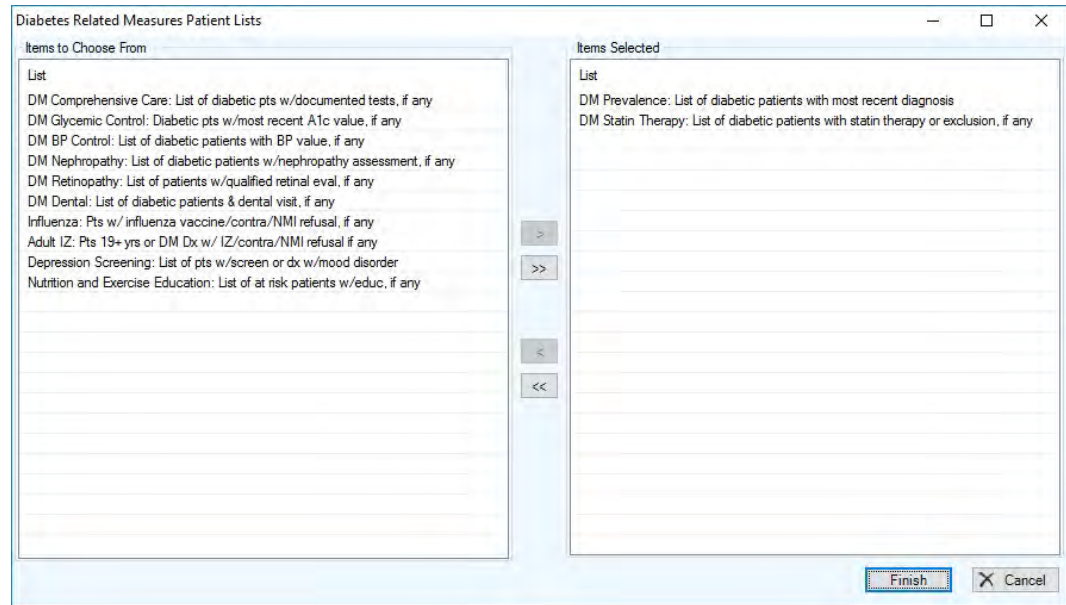 Diabetes Related Measures Patient Lists
Items to Choose From
List
DM Comprehensive Care: List of diabetic pts w/documented tests, if any
DM Glycemic Control: Diabetic pts w/most recent A1c value, if any
DM BP Control: List of diabetic patients with BP value, if any
DM Nephropathy: List of diabetic patients w/nephropathy assessment, if any
DM Retinopathy: List of patients w/qualified retinal eval, if any
DM Dental: List of diabetic patients & dental visit, if any
Influenza: Pts w/ influenza vaccine/contra/NMI refusal, if any
Adult IZ: Pts 19+ yrs or DM Dx w/ IZ/contra/NMI refusal if any
Depression Screening: List of pts w/screen or dx w/mood disorder
Nutrition and Exercise Education: List of at risk patients w/educ, if any
>
>>
<
<<
Items Selected
List
DM Prevalence: List of diabetic patients with most recent diagnosis
DM Statin Therapy: List of diabetic patients with statin therapy or exclusion, if any
Finish
Cancel